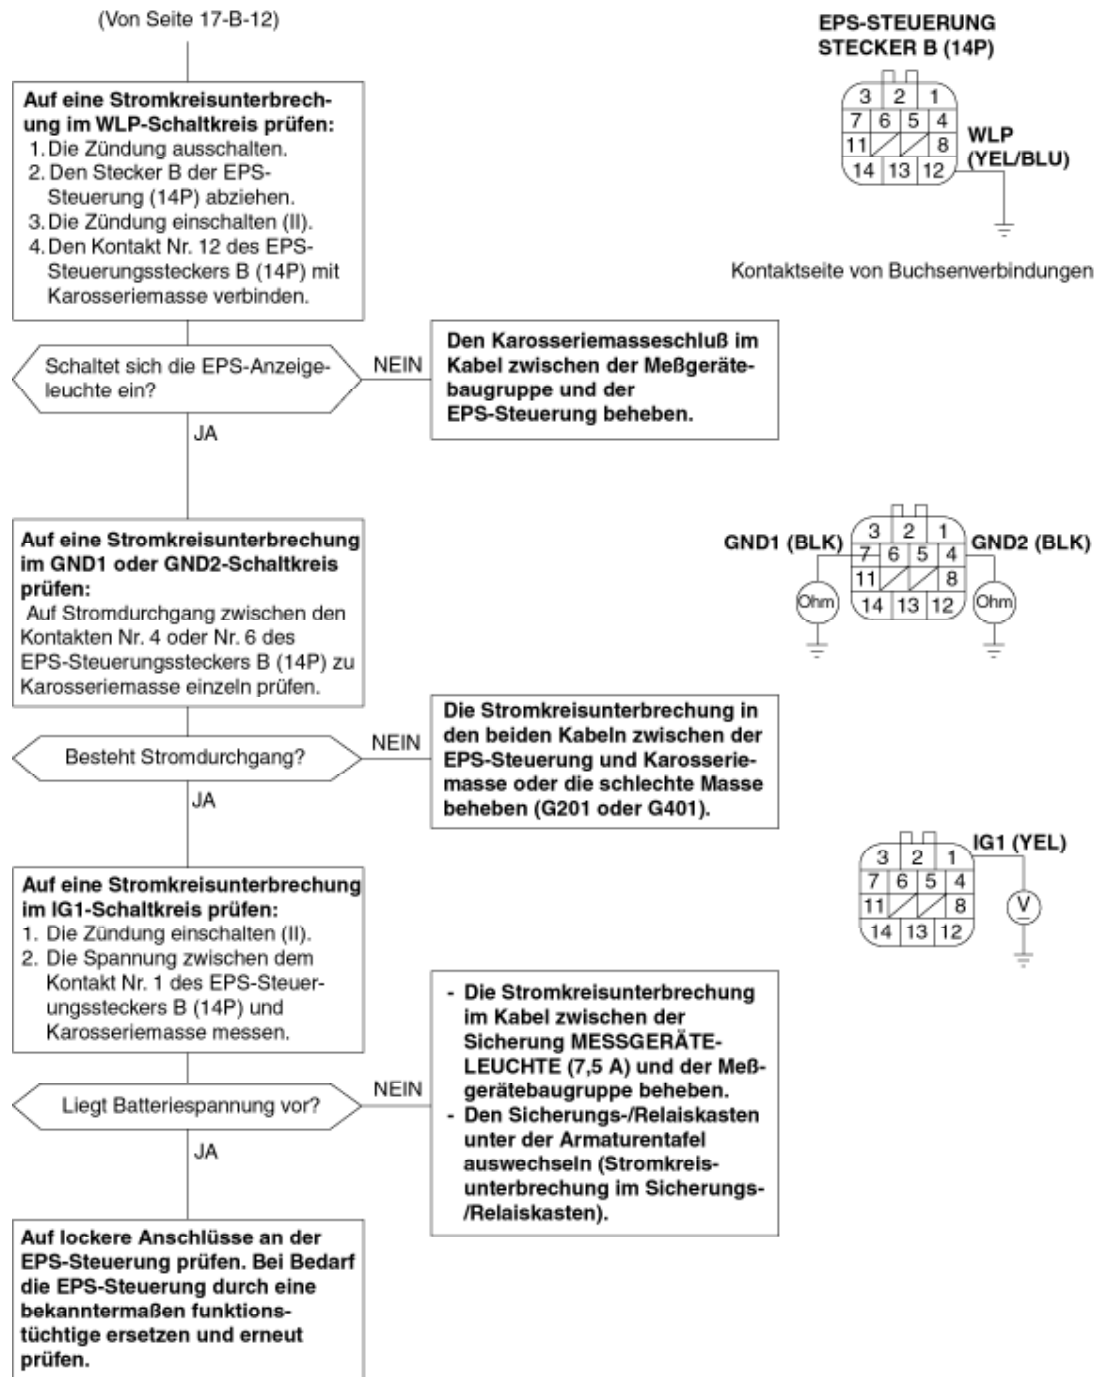 (Von Seite 17-B-12)
EPS-STEUERUNG
STECKER B (14P)
Auf eine Stromkreisunterbrech-
ung im WLP-Schaltkreis prüfen:
1. Die Zündung ausschalten.
2. Den Stecker B der EPS-
Steuerung (14P) abziehen.
3. Die Zündung einschalten (II).
4. Den Kontakt Nr. 12 des EPS-
Steuerungssteckers B (14P) mit
Karosseriemasse verbinden.
3 2 1
7 6 5 4
11 8
14 13 12
WLP
(YEL/BLU)
Kontaktseite von Buchsenverbindungen
Schaltet sich die EPS-Anzeige-
leuchte ein?
NEIN
Den Karosseriemasseschluß im
Kabel zwischen der Meßgeräte-
baugruppe und der
EPS-Steuerung beheben.
JA
Auf eine Stromkreisunterbrechung
im GND1 oder GND2-Schaltkreis
prüfen:
Auf Stromdurchgang zwischen den
Kontakten Nr. 4 oder Nr. 6 des
EPS-Steuerungssteckers B (14P) zu
Karosseriemasse einzeln prüfen.
GND1 (BLK)
3 2 1
7 6 5 4
11 8
14 13 12
GND2 (BLK)
Ohm
Ohm
Besteht Stromdurchgang?
NEIN
Die Stromkreisunterbrechung in
den beiden Kabeln zwischen der
EPS-Steuerung und Karosserie-
masse oder die schlechte Masse
beheben (G201 oder G401).
JA
Auf eine Stromkreisunterbrechung
im IG1-Schaltkreis prüfen:
1. Die Zündung einschalten (II).
2. Die Spannung zwischen dem
Kontakt Nr. 1 des EPS-Steuer-
ungssteckers B (14P) und
Karosseriemasse messen.
IG1 (YEL)
3 2 1
7 6 5 4
11 8
14 13 12
V
Liegt Batteriespannung vor?
NEIN
- Die Stromkreisunterbrechung
im Kabel zwischen der
Sicherung MESSGERÄTE-
LEUCHTE (7,5 A) und der Meß-
gerätebaugruppe beheben.
- Den Sicherungs-/Relaiskasten
unter der Armaturentafel
auswechseln (Stromkreis-
unterbrechung im Sicherungs-
/Relaiskasten).
JA
Auf lockere Anschlüsse an der
EPS-Steuerung prüfen. Bei Bedarf
die EPS-Steuerung durch eine
bekanntermaßen funktions-
tüchtige ersetzen und erneut
prüfen.